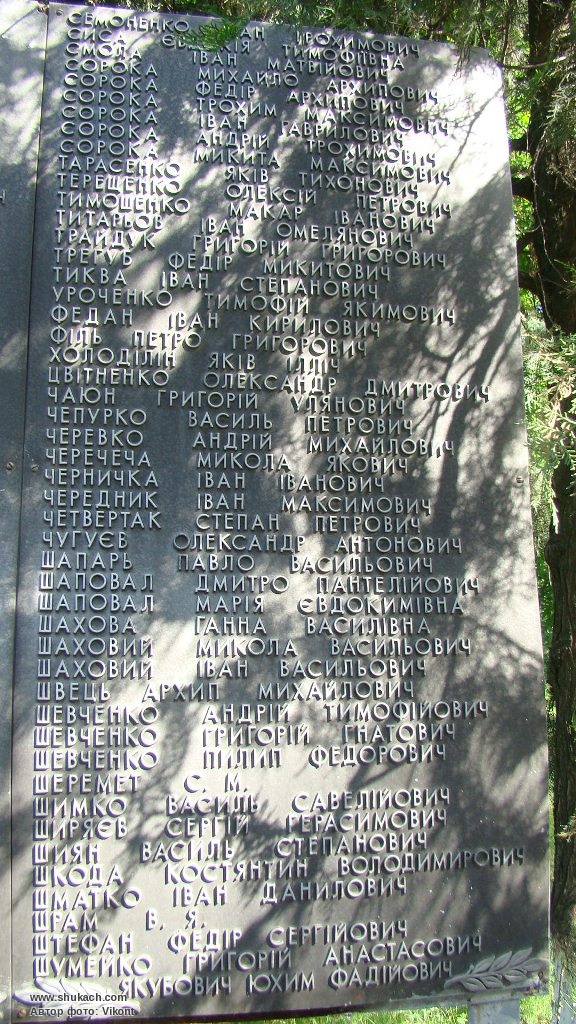 СЕМОНЕНКО ІВАН ТРОХИМОВИЧ
СИСА ЄВДОКІЯ ТИМОФІЇВНА
СМОЛА ІВАН МАТВІЙОВИЧ
СОРОКА МИХАЙЛО АРХИПОВИЧ
СОРОКА ФЕДІР АРХИПОВИЧ
СОРОКА ТРОХИМ МАКСИМОВИЧ
СОРОКА ІВАН ГАВРИЛОВИЧ
СОРОКА АНДРІЙ ТРОХИМОВИЧ
СОРОКА МИКИТА МАКСИМОВИЧ
ТАРАСЕНКО ЯКІВ ТИХОНОВИЧ
ТЕРЕЩЕНКО ОЛЕКСІЙ ПЕТРОВИЧ
ТИМОШЕНКО МАКАР ІВАНОВИЧ
ТИТАРЬОВ ІВАН ОМЕЛЯНОВИЧ
ТРАЙДУК ГРИГОРІЙ ГРИГОРОВИЧ
ТРЕГУБ ФЕДІР МИКИТОВИЧ
ТИКВА ІВАН СТЕПАНОВИЧ
УРОЧЕНКО ТИМОФІЙ ЯКИМОВИЧ
ФЕДАН ІВАН КИРИЛОВИЧ
ФІЛЬ ПЕТРО ГРИГОРОВИЧ
ХОЛОДІЛІН ЯКІВ ІЛЛІЧ
ЦВІТНЕНКО ОЛЕКСАНДР ДМИТРОВИЧ
ЧАЮН ГРИГОРІЙ УЛЯНОВИЧ
ЧЕПУРКО ВАСИЛЬ ПЕТРОВИЧ
ЧЕРЕВКО АНДРІЙ МИХАЙЛОВИЧ
ЧЕРЕЧЕЧА МИКОЛА ЯКОВИЧ
ЧЕРНИЧКА ІВАН ІВАНОВИЧ
ЧЕРЕДНИК ІВАН МАКСИМОВИЧ
ЧЕТВЕРТАК СТЕПАН ПЕТРОВИЧ
ЧУГУЄВ ОЛЕКСАНДР АНТОНОВИЧ
ШАПАРЬ ПАВЛО ВАСИЛЬОВИЧ
ШАПОВАЛ ДМИТРО ПАНТЕЛІЙОВИЧ
ШАПОВАЛ МАРІЯ ЄВДОКИМІВНА
ШАХОВА ГАННА ВАСИЛІВНА
ШАХОВИЙ МИКОЛА ВАСИЛЬОВИЧ
ШАХОВИЙ ІВАН ВАСИЛЬОВИЧ
ШВЕЦЬ АРХИП МИХАЙЛОВИЧ
ШЕВЧЕНКО АНДРІЙ ТИМОФІЙОВИЧ
ШЕВЧЕНКО ГРИГОРІЙ ГНАТОВИЧ
ШЕВЧЕНКО ПИЛИП ФЕДОРОВИЧ
ШЕРЕМЕТ С. М.
ШИМКО ВАСИЛЬ САВЕЛІЙОВИЧ
ШИРЯЄВ СЕРГІЙ ГЕРАСИМОВИЧ
ШИЯН ВАСИЛЬ СТЕПАНОВИЧ
ШКОДА КОСТЯНТИН ВОЛОДИМИРОВИЧ
ШМАТКО ІВАН ДАНИЛОВИЧ
ШРАМ В. Я.
ШТЕФАН ФЕДІР СЕРГІЙОВИЧ
ШУМЕЙКО ГРИГОРІЙ АНАСТАСОВИЧ
ЯКУБОВИЧ ЮХИМ ФАДІЙОВИЧ
www.shukach.com
Автор фото: Vikont